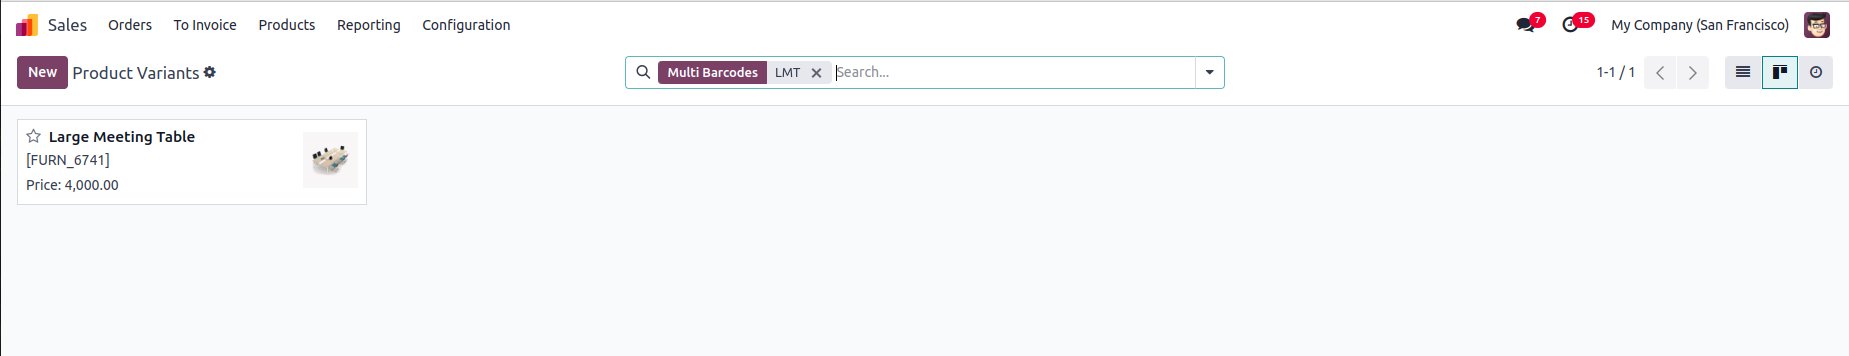 Sales Orders To Invoice Products Reporting Configuration 7 15 My Company (San Francisco)
New Product Variants Multi Barcodes LMT Search... 1-1 / 1
Large Meeting Table
[FURN_6741]
Price: 4,000.00